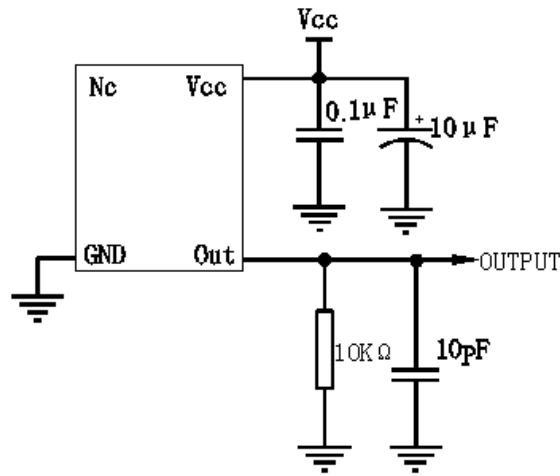 Vcc
Nc Vcc
0.1μF
+10μF
GND Out
OUTPUT
10KΩ
10pF